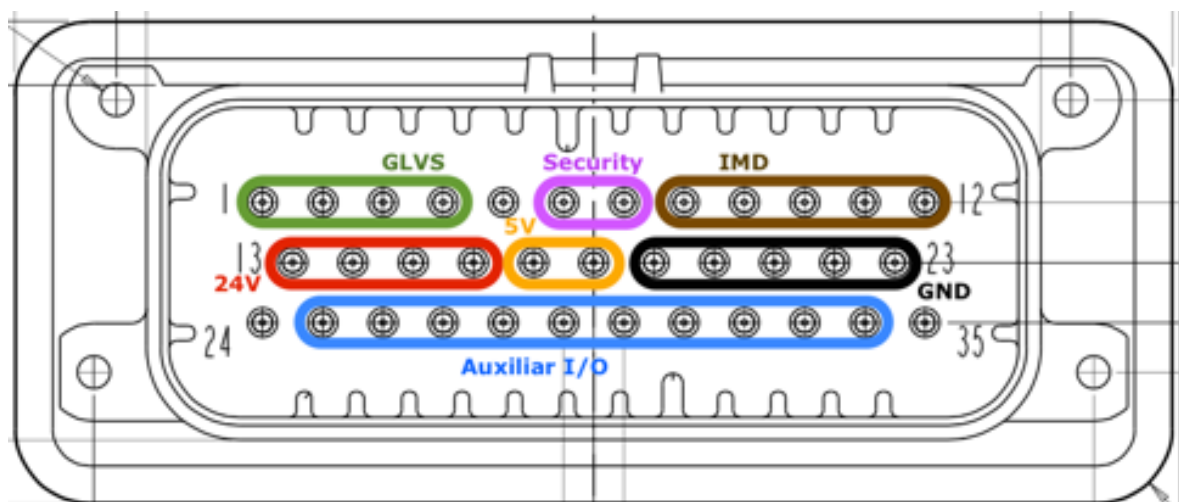 GLVS Security IMD
1 12
5V
13 23
24V GND
24 35
Auxiliar I/O